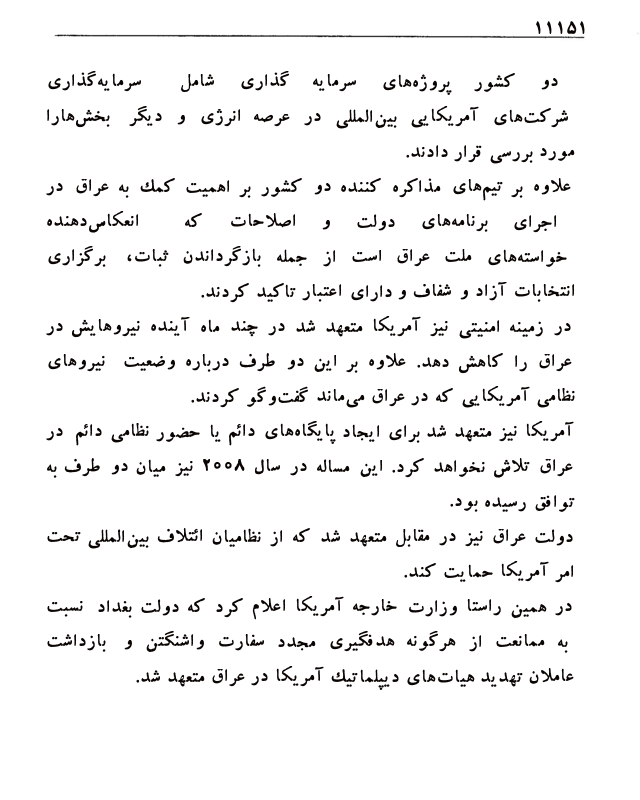 ۱۱۱۵۱
دو کشور پروژه‌های سرمایه گذاری شامل سرمایه‌گذاری
شرکت‌های آمریکایی بین‌المللی در عرصه انرژی و دیگر بخش‌هارا
مورد بررسی قرار دادند.
علاوه بر تیم‌های مذاکره کننده دو کشور بر اهمیت کمك به عراق در
اجرای برنامه‌های دولت و اصلاحات که انعکاس‌دهنده
خواسته‌های ملت عراق است از جمله بازگرداندن ثبات، برگزاری
انتخابات آزاد و شفاف و دارای اعتبار تاکید کردند.
در زمینه امنیتی نیز آمریکا متعهد شد در چند ماه آینده نیروهایش در
عراق را کاهش دهد. علاوه بر این دو طرف درباره وضعیت نیروهای
نظامی آمریکایی که در عراق می‌ماند گفت‌وگو کردند.
آمریکا نیز متعهد شد برای ایجاد پایگاه‌های دائم یا حضور نظامی دائم در
عراق تلاش نخواهد کرد. این مساله در سال ۲۰۰۸ نیز میان دو طرف به
توافق رسیده بود.
دولت عراق نیز در مقابل متعهد شد که از نظامیان ائتلاف بین‌المللی تحت
امر آمریکا حمایت کند.
در همین راستا وزارت خارجه آمریکا اعلام کرد که دولت بغداد نسبت
به ممانعت از هرگونه هدفگیری مجدد سفارت واشنگتن و بازداشت
عاملان تهدید هیات‌های دیپلماتیك آمریکا در عراق متعهد شد.